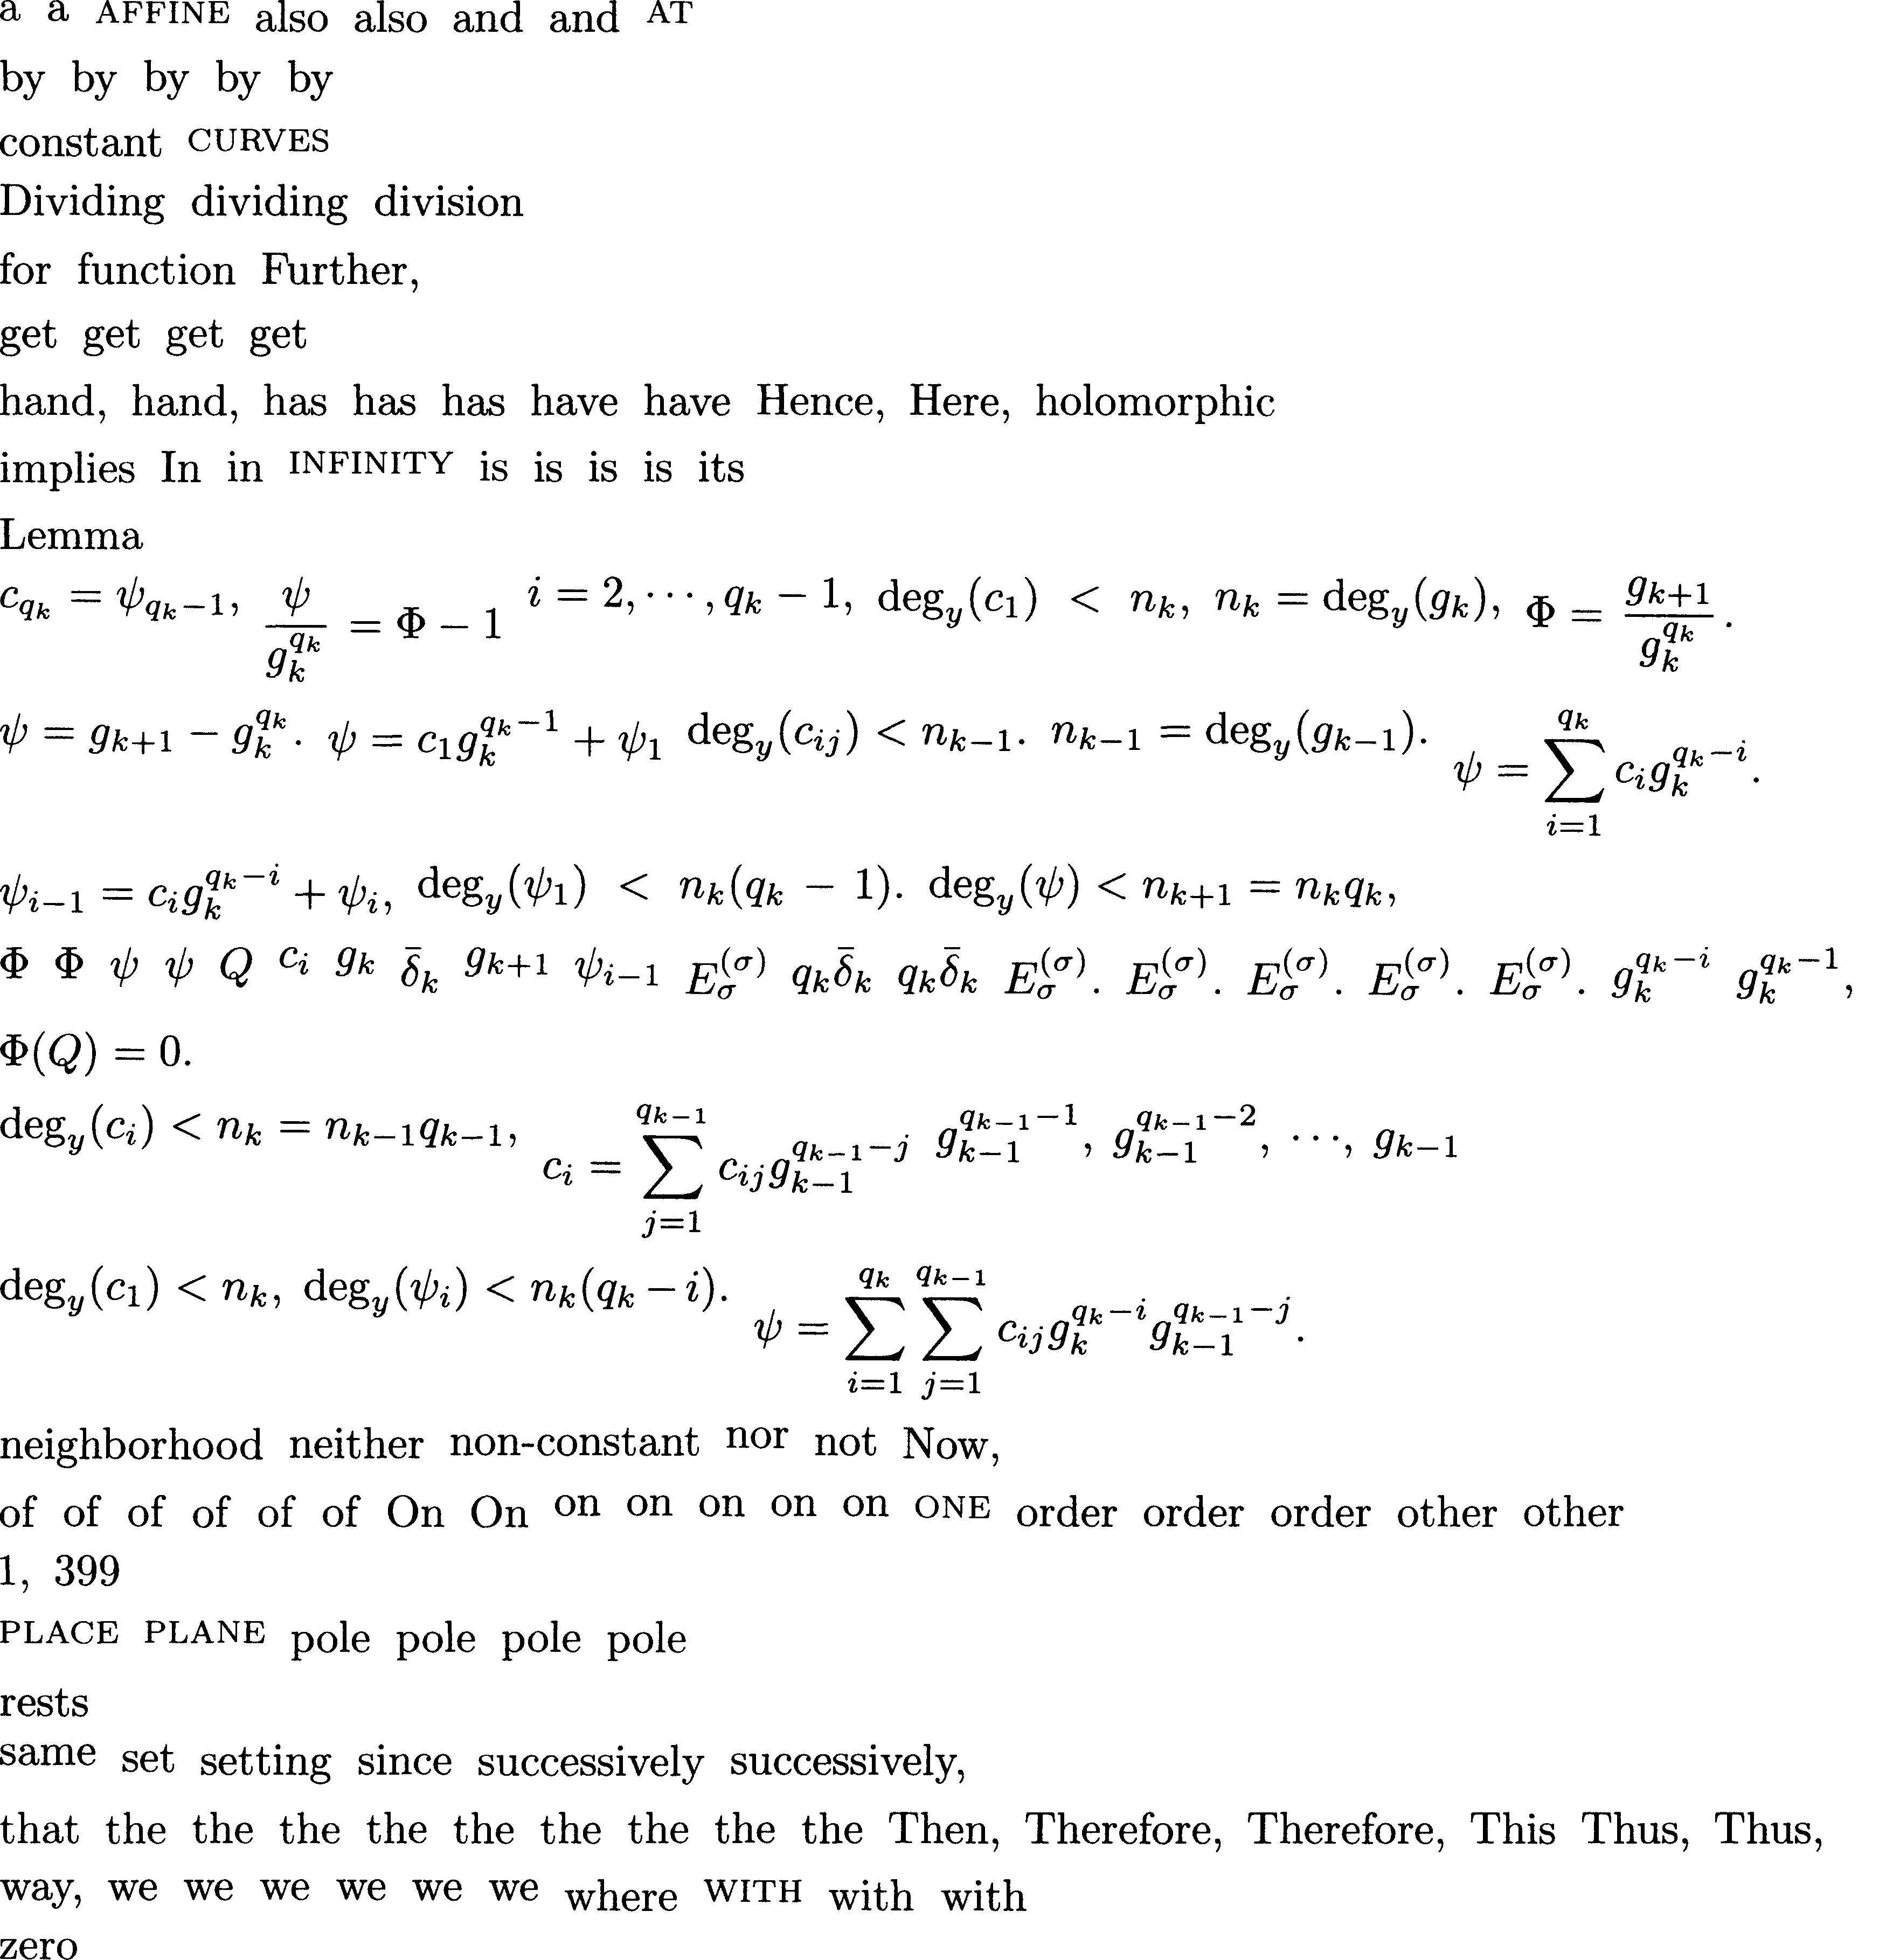 a a AFFINE also also and and AT
by by by by by
constant CURVES
Dividing dividing division
for function Further,
get get get get
hand, hand, has has has have have Hence, Here, holomorphic
implies In in INFINITY is is is is its
Lemma
$c_{q_k} = \psi_{q_k-1},$ $\frac{\psi}{g_k^{q_k}} = \Phi - 1$ $i = 2, \cdots, q_k - 1,$ $\deg_y(c_1) < n_k,$ $n_k = \deg_y(g_k),$ $\Phi = \frac{g_{k+1}}{g_k^{q_k}}.$
$\psi = g_{k+1} - g_k^{q_k}.$ $\psi = c_1 g_k^{q_k-1} + \psi_1$ $\deg_y(c_{ij}) < n_{k-1}.$ $n_{k-1} = \deg_y(g_{k-1}).$ $\psi = \sum_{i=1}^{q_k} c_i g_k^{q_k-i}.$
$\psi_{i-1} = c_i g_k^{q_k-i} + \psi_i,$ $\deg_y(\psi_1) < n_k(q_k - 1).$ $\deg_y(\psi) < n_{k+1} = n_k q_k,$
$\Phi$ $\Phi$ $\psi$ $\psi$ $Q$ $c_i$ $g_k$ $\bar{\delta}_k$ $g_{k+1}$ $\psi_{i-1}$ $E_\sigma^{(\sigma)}$ $q_k\bar{\delta}_k$ $q_k\bar{\delta}_k$ $E_\sigma^{(\sigma)}.$ $E_\sigma^{(\sigma)}.$ $E_\sigma^{(\sigma)}.$ $E_\sigma^{(\sigma)}.$ $E_\sigma^{(\sigma)}.$ $g_k^{q_k-i}$ $g_k^{q_k-1},$
$\Phi(Q) = 0.$
$\deg_y(c_i) < n_k = n_{k-1}q_{k-1},$ $c_i = \sum_{j=1}^{q_{k-1}} c_{ij} g_{k-1}^{q_{k-1}-j}$ $g_{k-1}^{q_{k-1}-1},$ $g_{k-1}^{q_{k-1}-2},$ $\cdots,$ $g_{k-1}$
$\deg_y(c_1) < n_k,$ $\deg_y(\psi_i) < n_k(q_k - i).$ $\psi = \sum_{i=1}^{q_k} \sum_{j=1}^{q_{k-1}} c_{ij} g_k^{q_k-i} g_{k-1}^{q_{k-1}-j}.$
neighborhood neither non-constant nor not Now,
of of of of of of On On on on on on on ONE order order order other other
1, 399
PLACE PLANE pole pole pole pole
rests
same set setting since successively successively,
that the the the the the the the the the Then, Therefore, Therefore, This Thus, Thus,
way, we we we we we we where WITH with with
zero